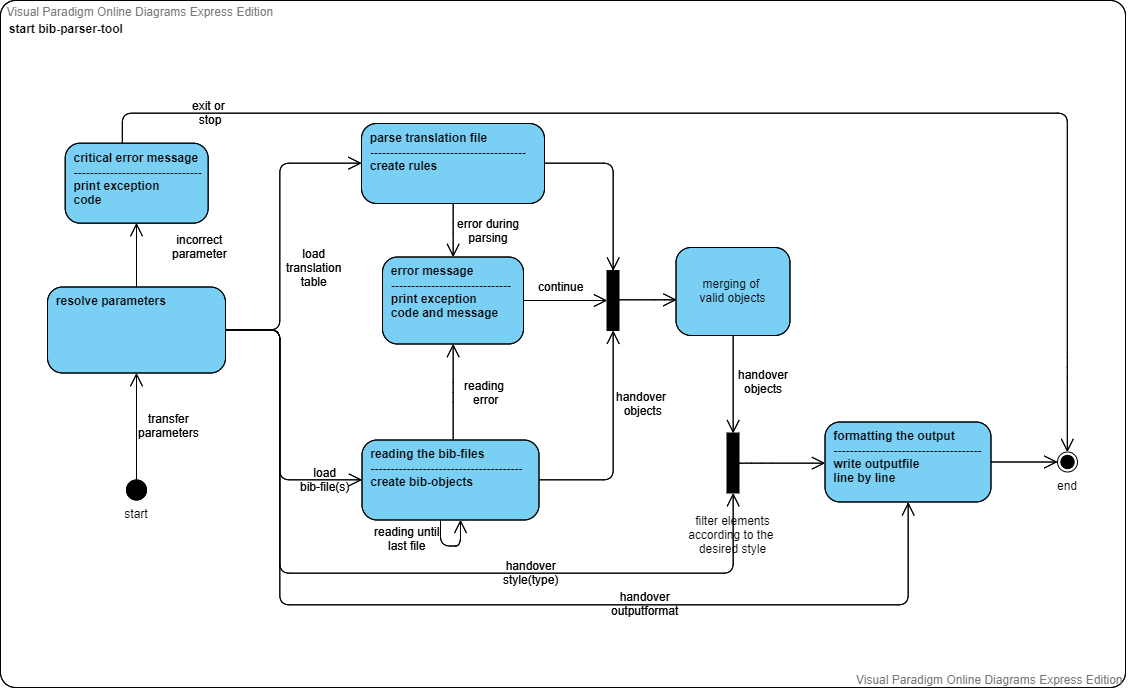 Visual Paradigm Online Diagrams Express Edition
start bib-parser-tool
exit or
stop
critical error message
print exception
code
parse translation file
create rules
incorrect
parameter
load
translation
table
error during
parsing
error message
print exception
code and message
continue
merging of
valid objects
resolve parameters
transfer
parameters
start
reading
error
handover
objects
handover
objects
load
bib-file(s)
reading the bib-files
create bib-objects
reading until
last file
formatting the output
write outputfile
line by line
end
filter elements
according to the
desired style
handover
style(type)
handover
outputformat
Visual Paradigm Online Diagrams Express Edition